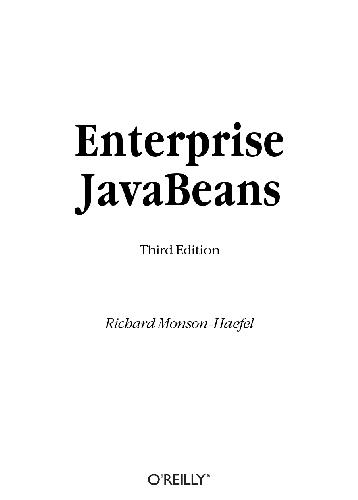 Enterprise
JavaBeans
Third Edition
Richard Monson-Haefel
O'REILLY®